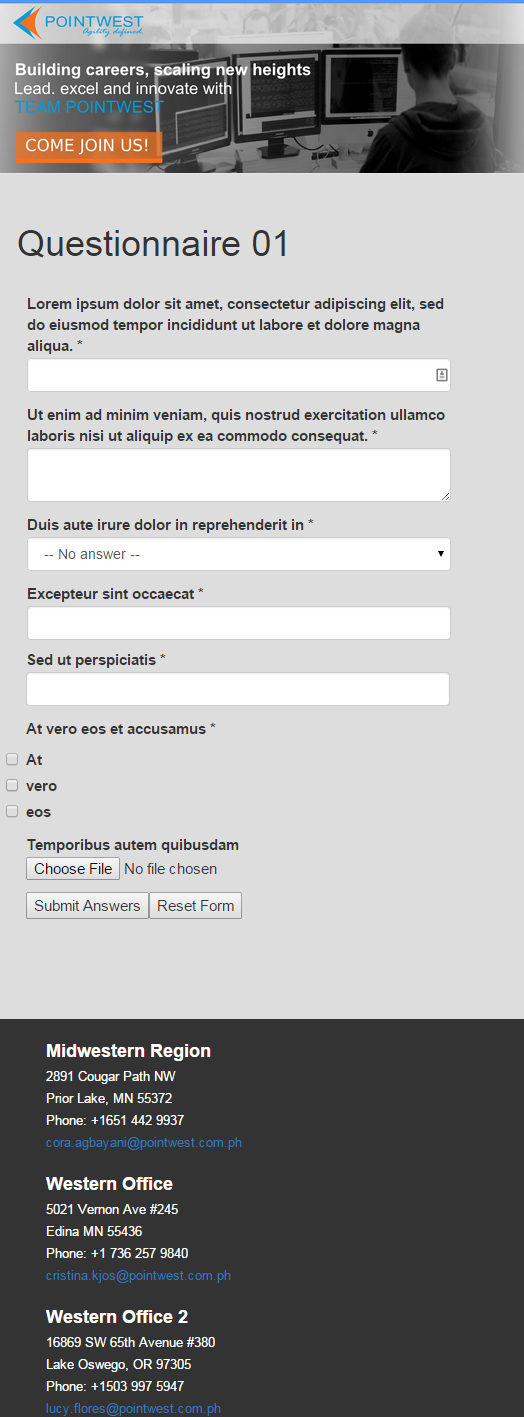 POINTWEST
Agility defined.
Building careers, scaling new heights
Lead. excel and innovate with
TEAM POINTWEST
COME JOIN US!
Questionnaire 01
Lorem ipsum dolor sit amet, consectetur adipiscing elit, sed
do eiusmod tempor incididunt ut labore et dolore magna
aliqua. *
Ut enim ad minim veniam, quis nostrud exercitation ullamco
laboris nisi ut aliquip ex ea commodo consequat. *
Duis aute irure dolor in reprehenderit in *
-- No answer --
Excepteur sint occaecat *
Sed ut perspiciatis *
At vero eos et accusamus *
At
vero
eos
Temporibus autem quibusdam
Choose File No file chosen
Submit Answers Reset Form
Midwestern Region
2891 Cougar Path NW
Prior Lake, MN 55372
Phone: +1651 442 9937
cora.agbayani@pointwest.com.ph
Western Office
5021 Vernon Ave #245
Edina MN 55436
Phone: +1 736 257 9840
cristina.kjos@pointwest.com.ph
Western Office 2
16869 SW 65th Avenue #380
Lake Oswego, OR 97305
Phone: +1503 997 5947
lucy.flores@pointwest.com.ph